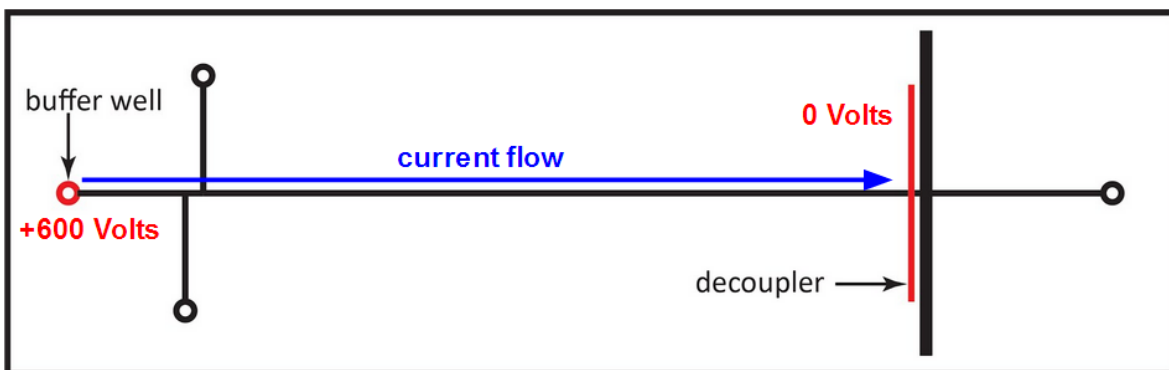 buffer well
0 Volts
current flow
+600 Volts
decoupler